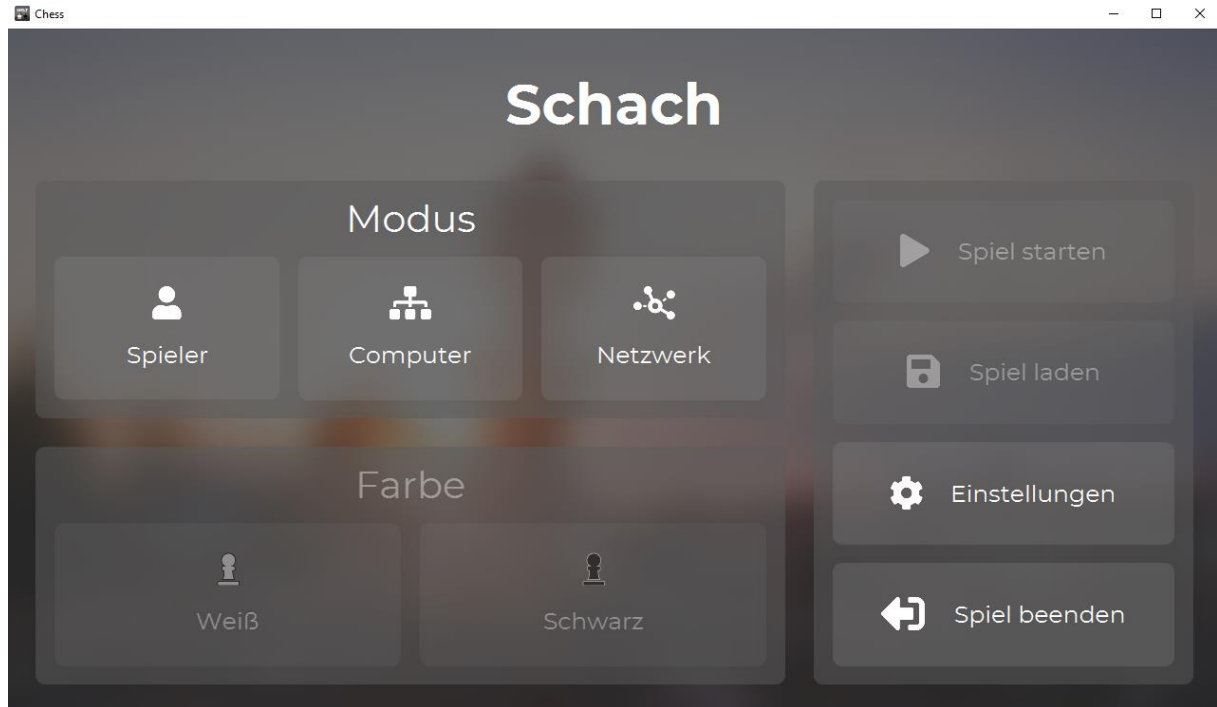 Chess
Schach
Modus
Spieler
Computer
Netzwerk
Farbe
Weiß
Schwarz
Spiel starten
Spiel laden
Einstellungen
Spiel beenden